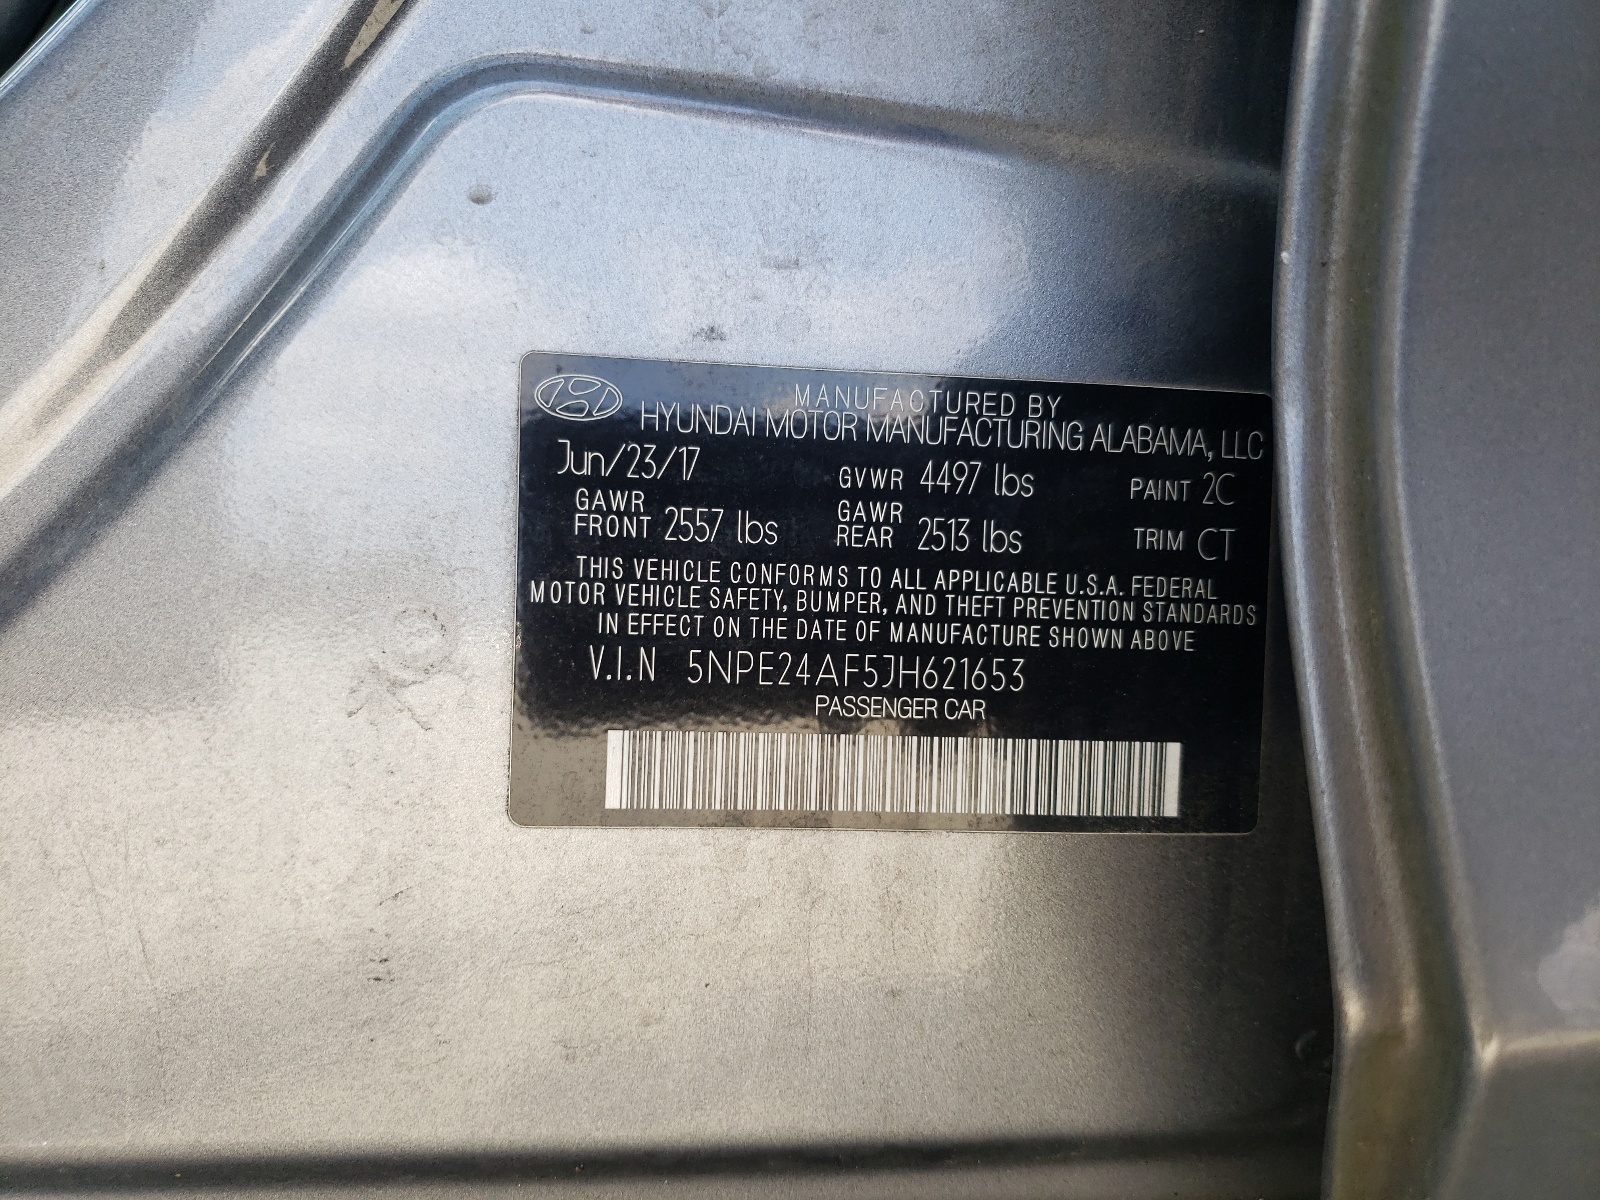 MANUFACTURED BY
HYUNDAI MOTOR MANUFACTURING ALABAMA, LLC
Jun/23/17 GVWR 4497 lbs PAINT 2C
GAWR FRONT 2557 lbs GAWR REAR 2513 lbs TRIM CT
THIS VEHICLE CONFORMS TO ALL APPLICABLE U.S.A. FEDERAL
MOTOR VEHICLE SAFETY, BUMPER, AND THEFT PREVENTION STANDARDS
IN EFFECT ON THE DATE OF MANUFACTURE SHOWN ABOVE
V.I.N 5NPE24AF5JH621653
PASSENGER CAR